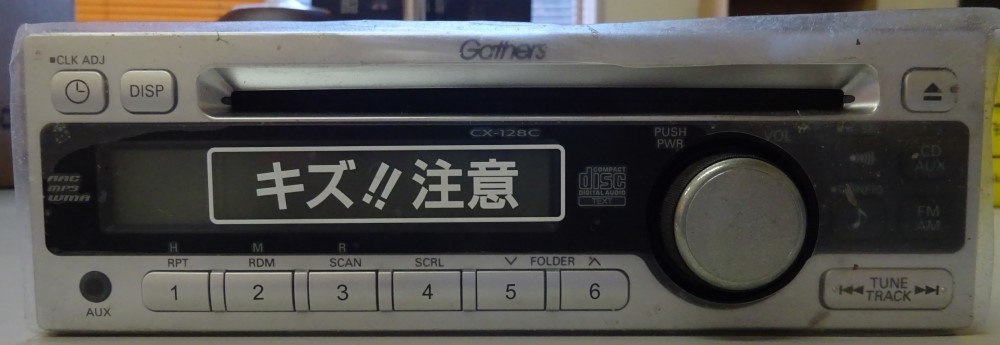 Gathers
■CLK ADJ
DISP
CX-128C
PUSH
PWR
VOL
AAC
MP3
WMA
キズ!!注意
COMPACT
disc
DIGITAL AUDIO
TEXT
SEL
CD
AUX
CONFIG
FM
AM
H M R
RPT RDM SCAN SCRL FOLDER
1 2 3 4 5 6
AUX
TUNE
TRACK